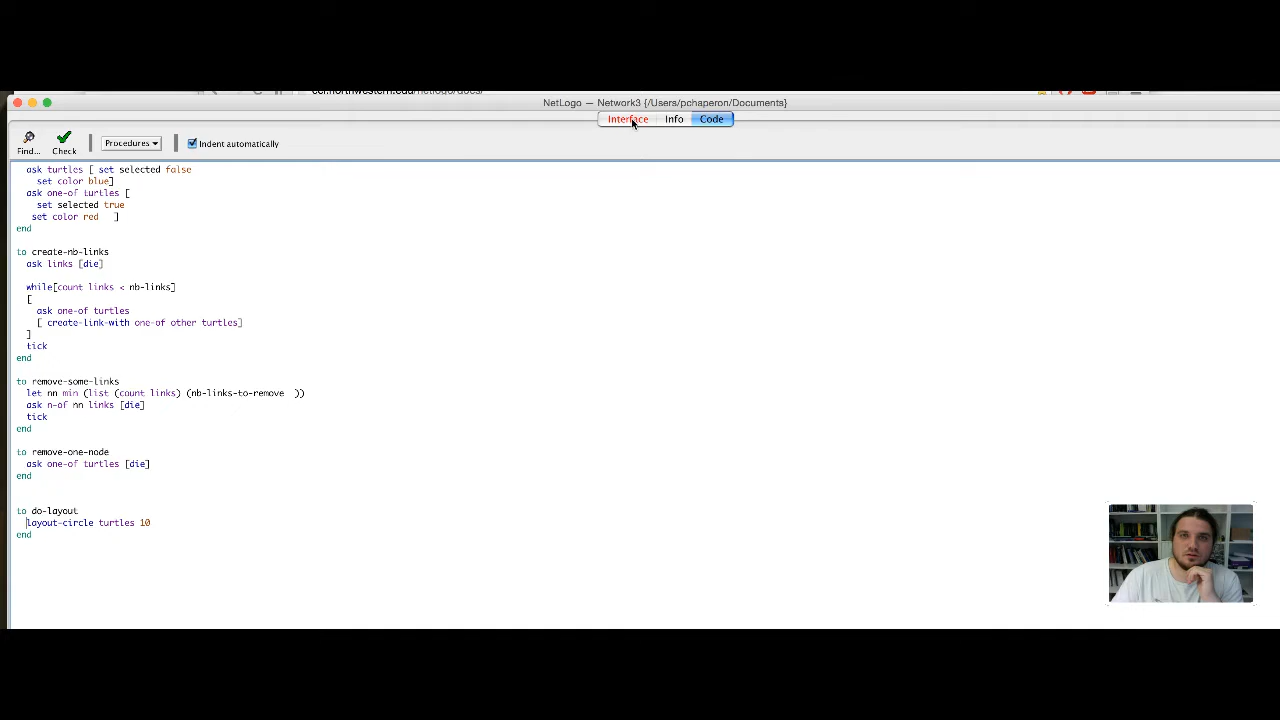 ccl.northwestern.edu/netlogo/docs/
NetLogo — Network3 {/Users/pchaperon/Documents}
Interface Info Code
Find... Check Procedures Indent automatically
ask turtles [ set selected false
set color blue]
ask one-of turtles [
set selected true
set color red ]
end
to create-nb-links
ask links [die]
while[count links < nb-links]
[
ask one-of turtles
[ create-link-with one-of other turtles]
]
tick
end
to remove-some-links
let nn min (list (count links) (nb-links-to-remove ))
ask n-of nn links [die]
tick
end
to remove-one-node
ask one-of turtles [die]
end
to do-layout
layout-circle turtles 10
end